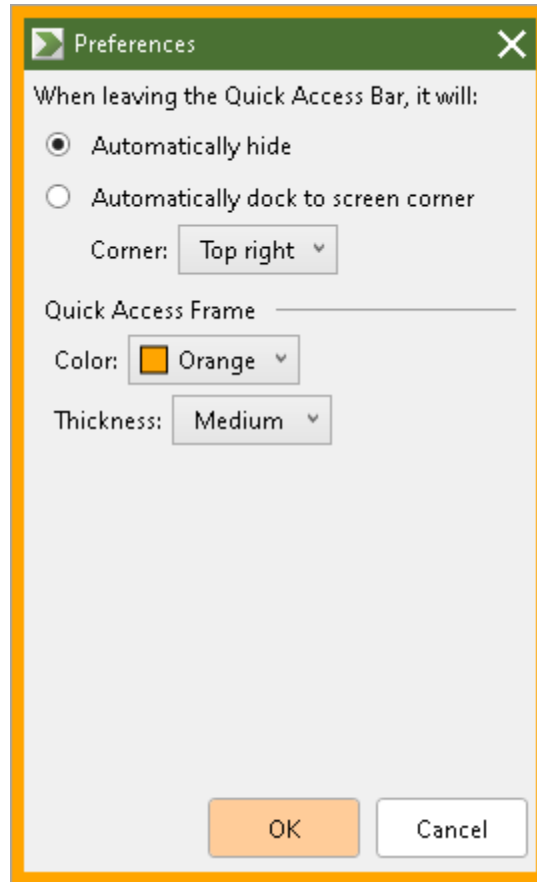 Preferences
When leaving the Quick Access Bar, it will:
Automatically hide
Automatically dock to screen corner
Corner: Top right
Quick Access Frame
Color: Orange
Thickness: Medium
OK Cancel